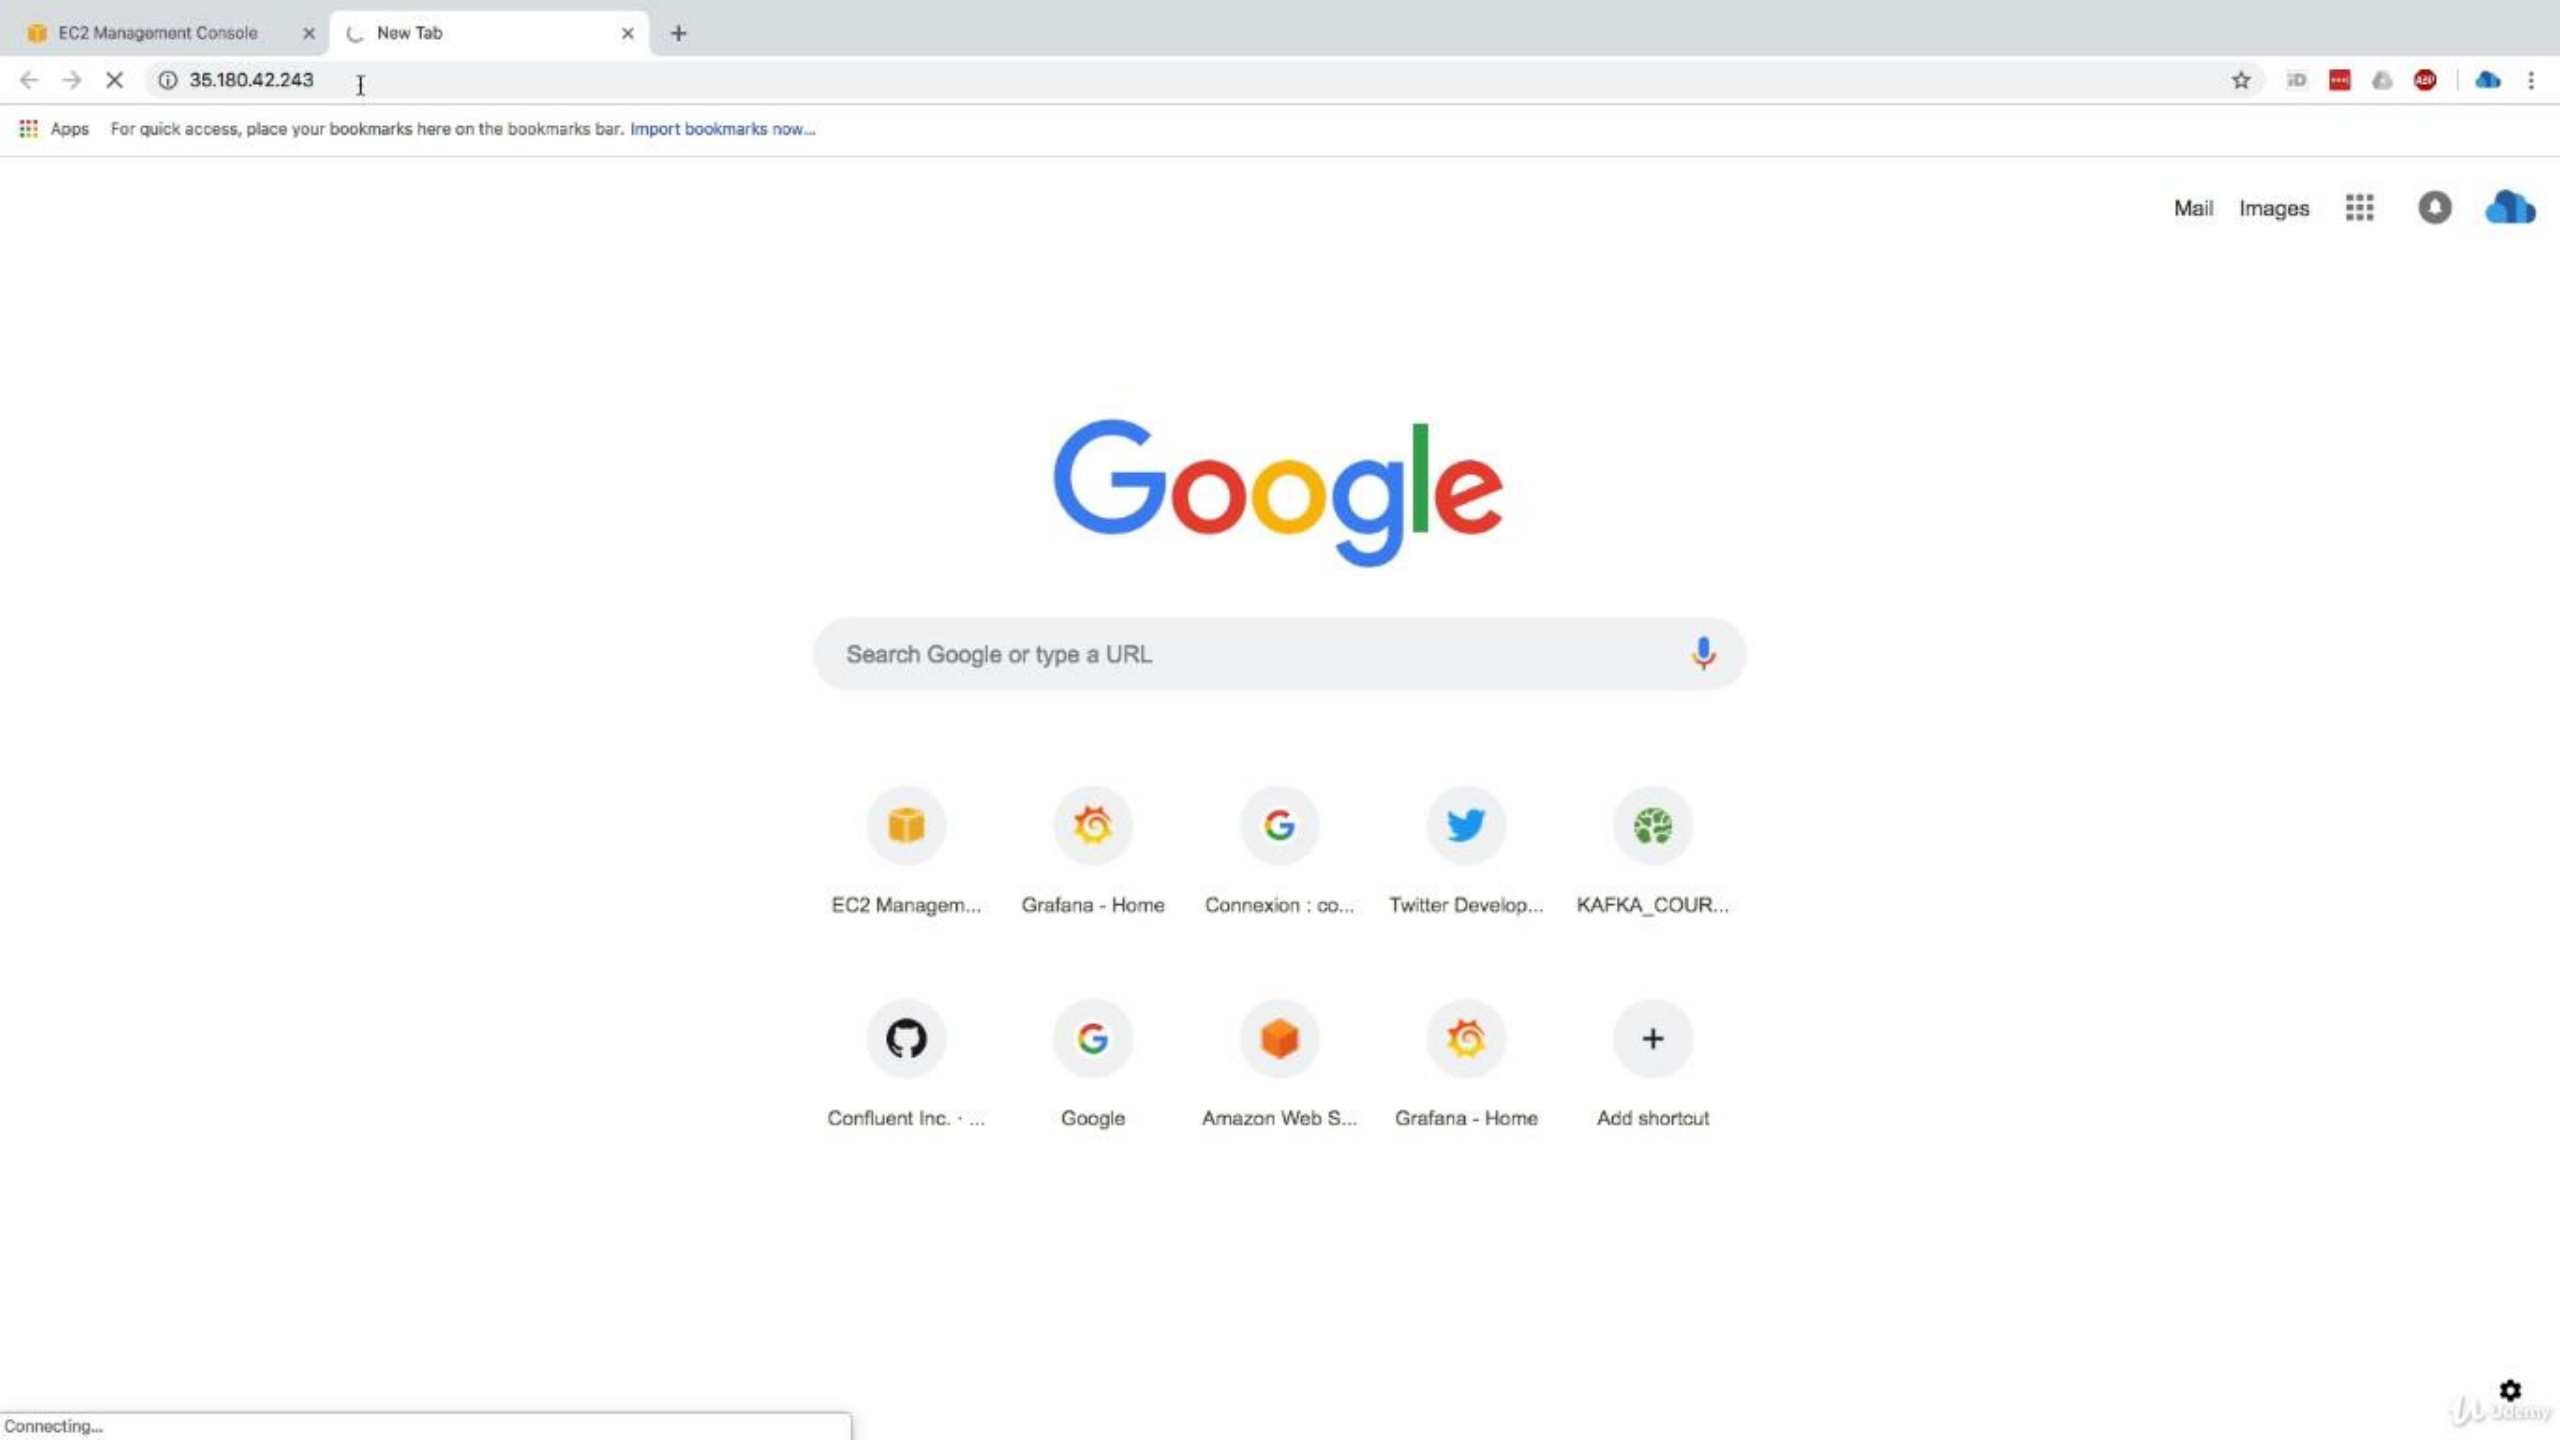 EC2 Management Console
New Tab
35.180.42.243
ABP
Apps For quick access, place your bookmarks here on the bookmarks bar. Import bookmarks now...
Mail Images
Google
Search Google or type a URL
EC2 Managem... Grafana - Home Connexion : co... Twitter Develop... KAFKA_COUR...
Confluent Inc. · ... Google Amazon Web S... Grafana - Home Add shortcut
Connecting...
Udemy